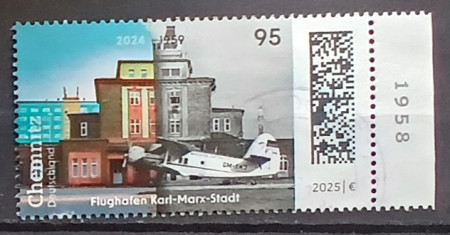 2024
1959
95
Chemnitz
Deutschland
Flughafen Karl-Marx-Stadt
2025 | €
1958